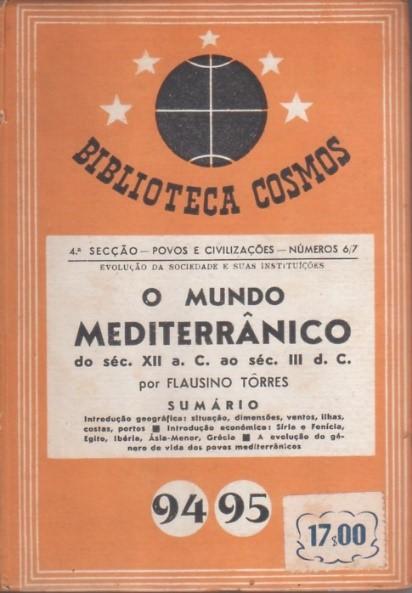 BIBLIOTECA COSMOS
4.ª SECÇÃO — POVOS E CIVILIZAÇÕES — NÚMEROS 6/7
EVOLUÇÃO DA SOCIEDADE E SUAS INSTITUÍÇÕES
O MUNDO
MEDITERRÂNICO
do séc. XII a. C. ao séc. III d. C.
por FLAUSINO TÔRRES
SUMÁRIO
Introdução geográfica: situação, dimensões, ventos, ilhas,
costas, portos ■ Introdução económica: Síria e Fenícia,
Egito, Ibéria, Ásia-Menor, Grécia ■ A evolução do gé-
nero de vida dos povos mediterrânicos
94 95
17$00